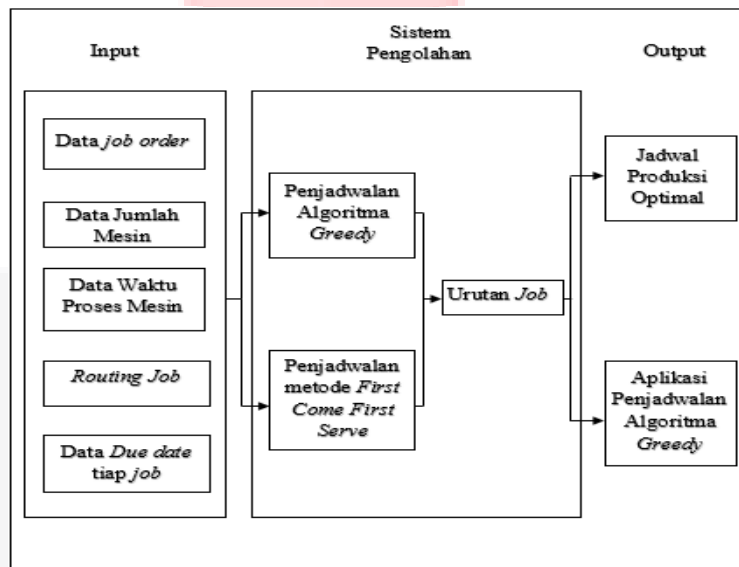 Input
Sistem
Pengolahan
Output
Data job order
Data Jumlah
Mesin
Data Waktu
Proses Mesin
Routing Job
Data Due date
tiap job
Penjadwalan
Algoritma
Greedy
Penjadwalan
metode First
Come First
Serve
Urutan Job
Jadwal
Produksi
Optimal
Aplikasi
Penjadwalan
Algoritma
Greedy